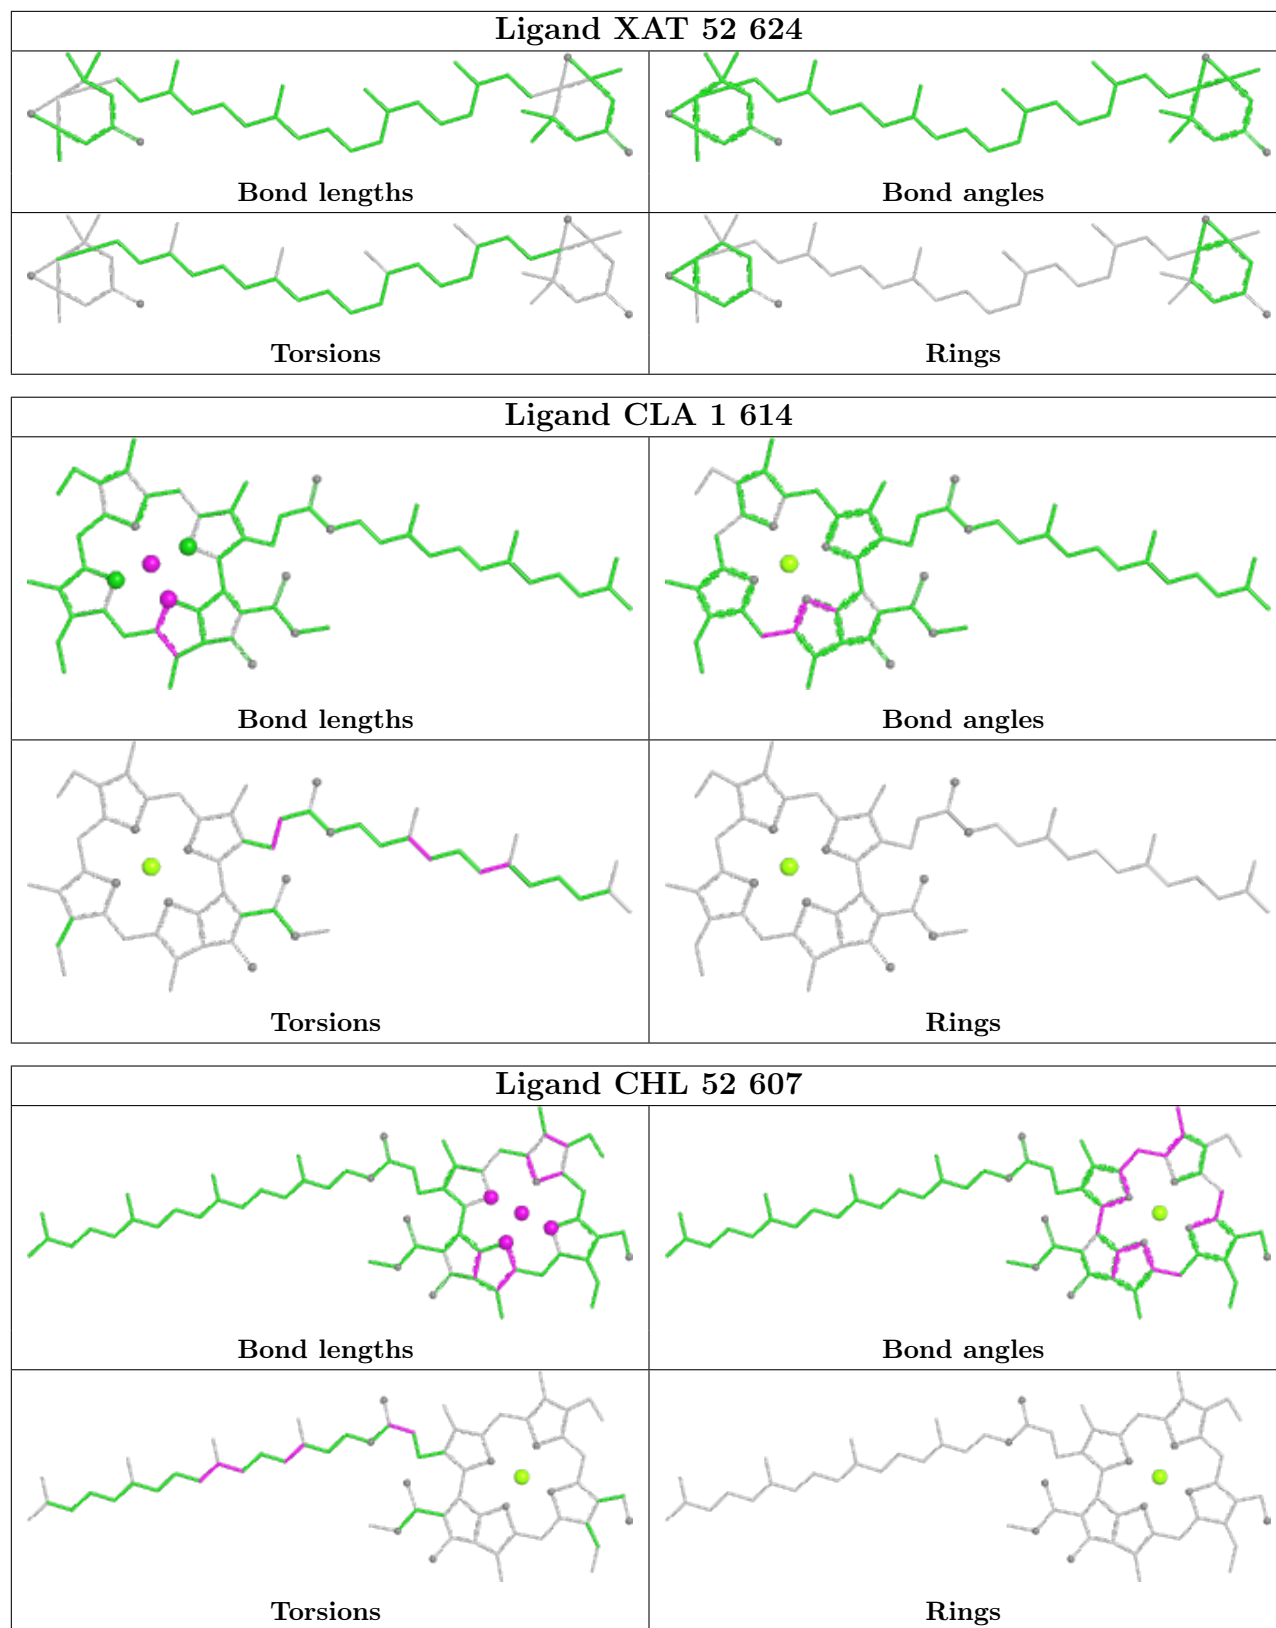 Ligand XAT 52 624
Bond lengths
Bond angles
Torsions
Rings
Ligand CLA 1 614
Bond lengths
Bond angles
Torsions
Rings
Ligand CHL 52 607
Bond lengths
Bond angles
Torsions
Rings